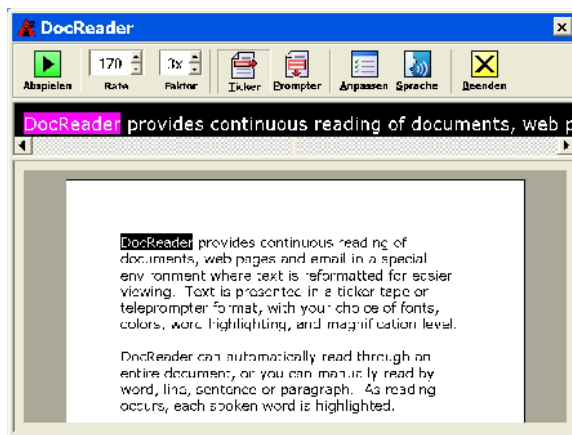 DocReader
170 3x
Abspielen Rate Faktor Ticker Prompter Anpassen Sprache Beenden
DocReader provides continuous reading of documents, web p
DocReader provides continuous reading of
documents, web pages and email in a special
environment where text is reformatted for easier
viewing. Text is presented in a ticker tape or
teleprompter format, with your choice of fonts,
colors, word highlighting, and magnification level.
DocReader can automatically read through an
entire document, or you can manually read by
word, line, sentence or paragraph. As reading
occurs, each spoken word is highlighted.